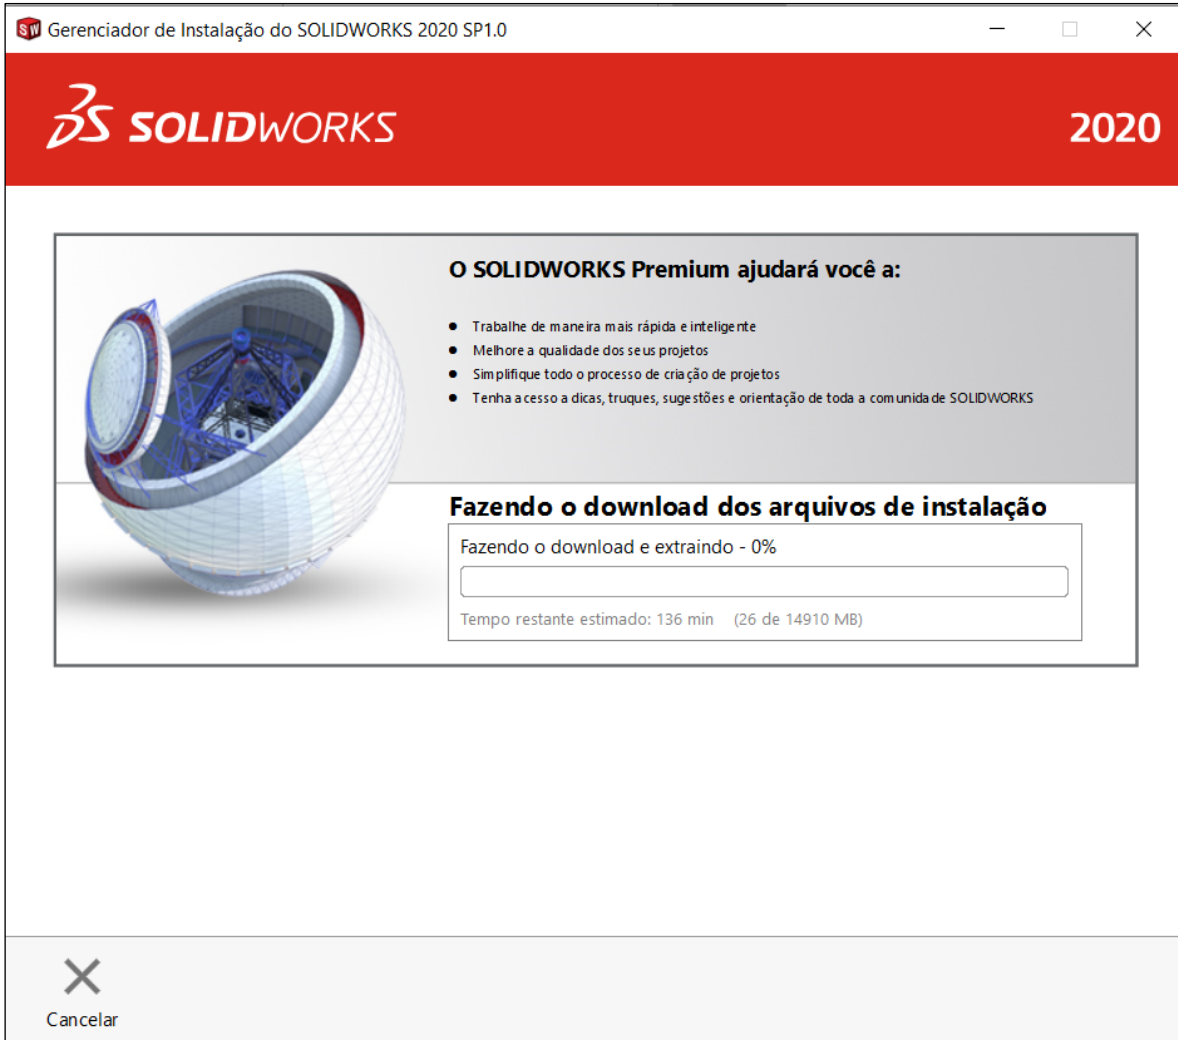 SW Gerenciador de Instalação do SOLIDWORKS 2020 SP1.0
3S SOLIDWORKS 2020
O SOLIDWORKS Premium ajudará você a:
● Trabalhe de maneira mais rápida e inteligente
● Melhore a qualidade dos seus projetos
● Simplifique todo o processo de criação de projetos
● Tenha acesso a dicas, truques, sugestões e orientação de toda a comunidade SOLIDWORKS
Fazendo o download dos arquivos de instalação
Fazendo o download e extraindo - 0%
Tempo restante estimado: 136 min (26 de 14910 MB)
Cancelar